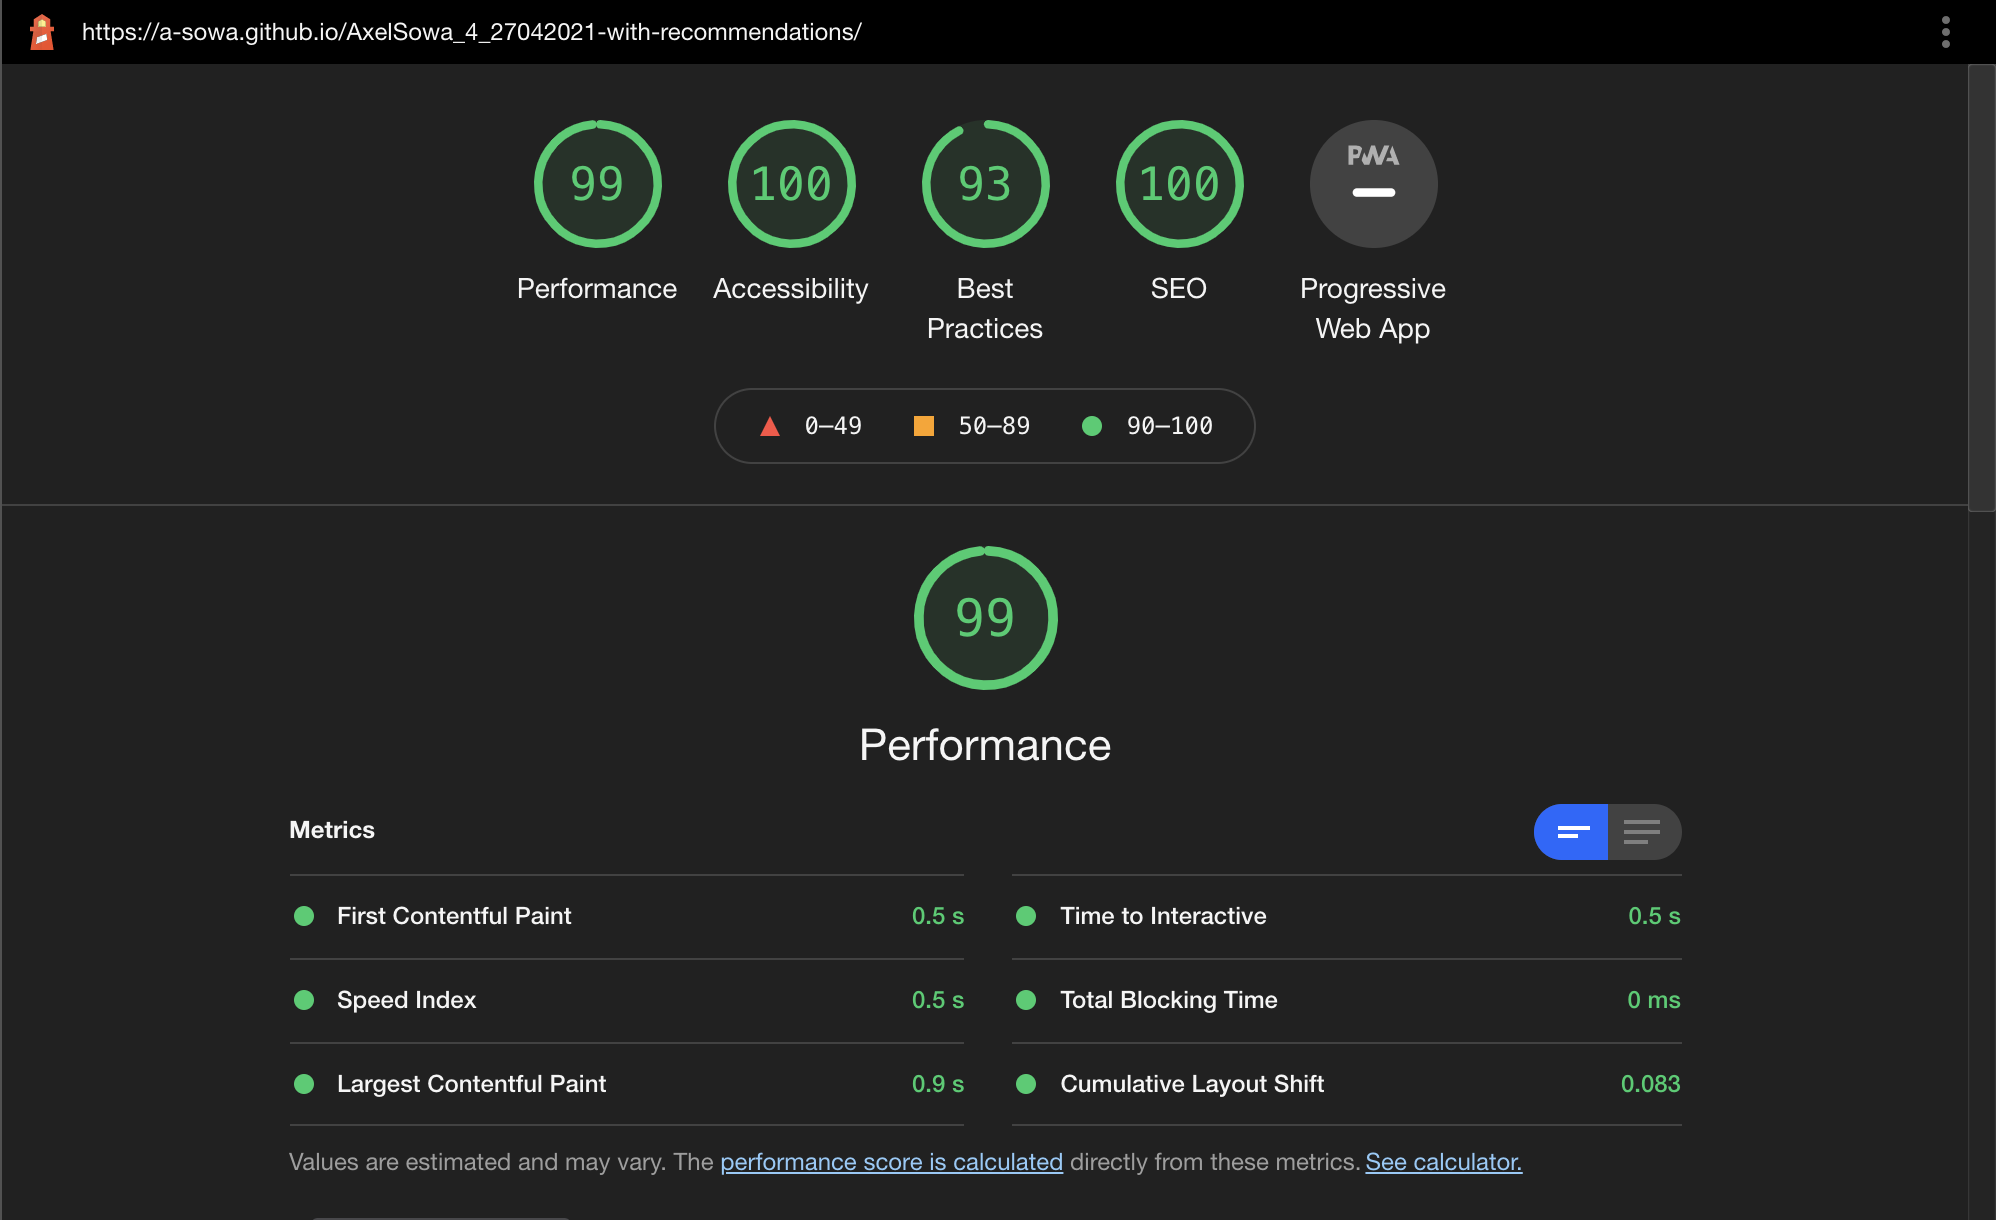 https://a-sowa.github.io/AxelSowa_4_27042021-with-recommendations/
99 100 93 100 PWA
Performance Accessibility Best Practices SEO Progressive Web App
0–49 50–89 90–100
99
Performance
Metrics
First Contentful Paint 0.5 s
Time to Interactive 0.5 s
Speed Index 0.5 s
Total Blocking Time 0 ms
Largest Contentful Paint 0.9 s
Cumulative Layout Shift 0.083
Values are estimated and may vary. The performance score is calculated directly from these metrics. See calculator.